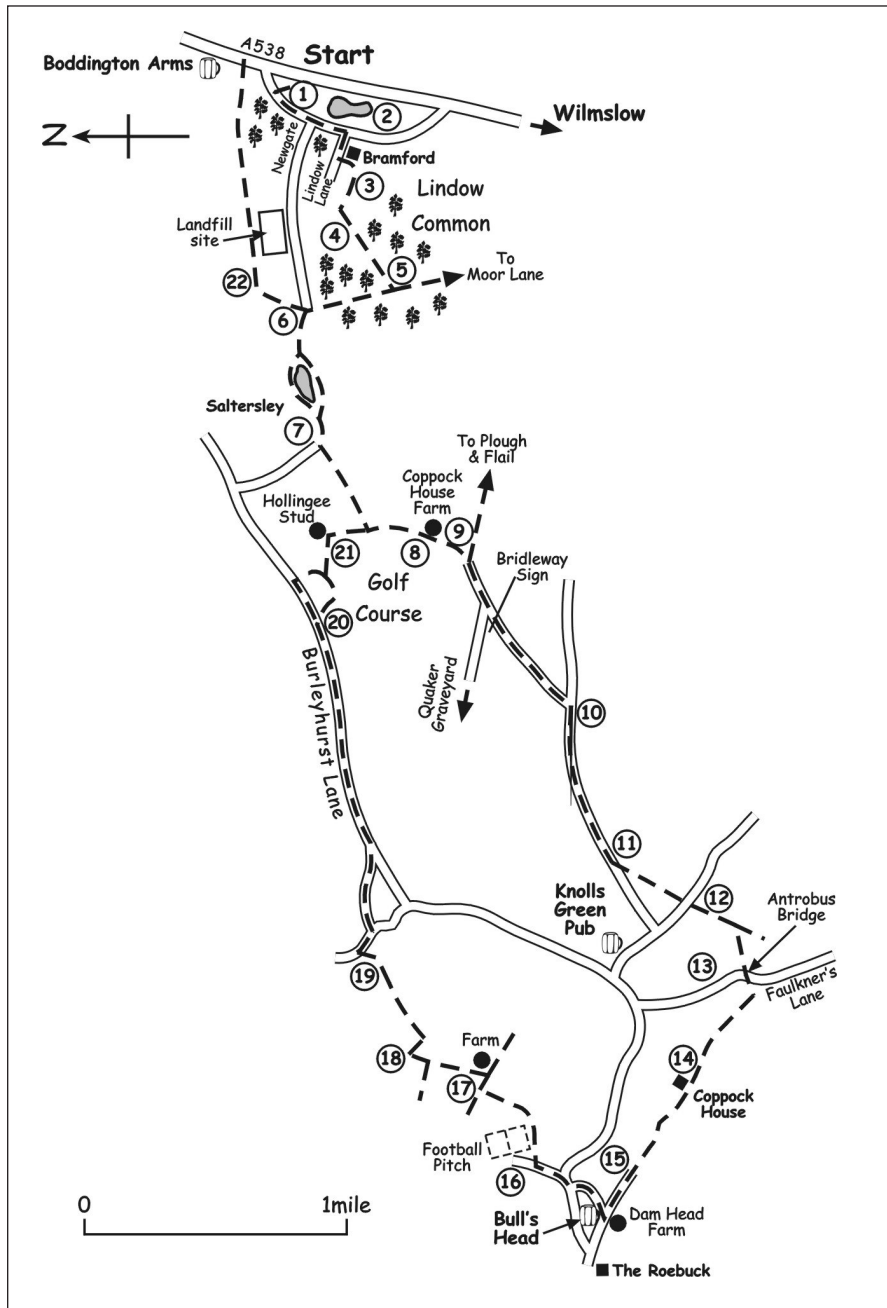 A538
Start
Boddington Arms
1
2
Wilmslow
N
Newgate
Lindow
Lane
Bramford
3
Lindow
Common
4
Landfill
site
5
To
Moor Lane
22
6
Saltersley
7
To Plough
& Flail
Coppock
House
Farm
Hollingee
Stud
9
21
8
Bridleway
Sign
Golf
Course
20
Quaker
Graveyard
Burleyhurst Lane
10
11
Knolls
Green
Pub
12
Antrobus
Bridge
13
Faulkner's
Lane
19
18
Farm
17
14
Coppock
House
Football
Pitch
15
16
0
1mile
Bull's
Head
Dam Head
Farm
The Roebuck